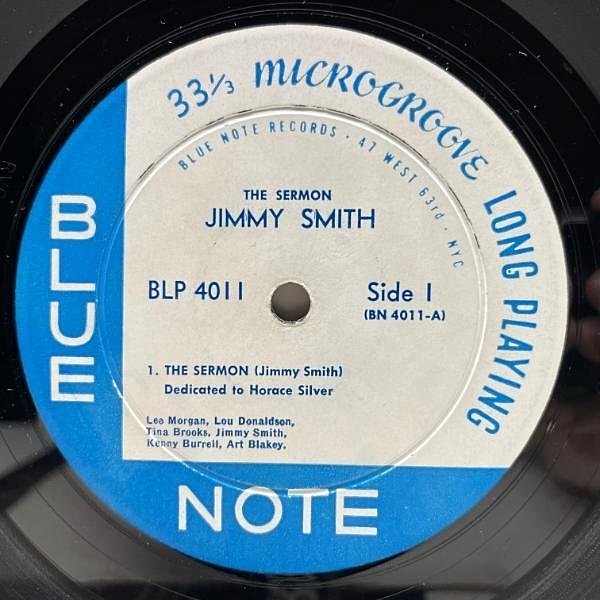 33 1/3 MICROGROOVE LONG PLAYING
BLUE NOTE RECORDS · 47 WEST 63rd · NYC
THE SERMON
JIMMY SMITH
BLP 4011
Side 1
(BN 4011-A)
1. THE SERMON (Jimmy Smith)
Dedicated to Horace Silver
Lee Morgan, Lou Donaldson,
Tina Brooks, Jimmy Smith,
Kenny Burrell, Art Blakey.
BLUE
NOTE